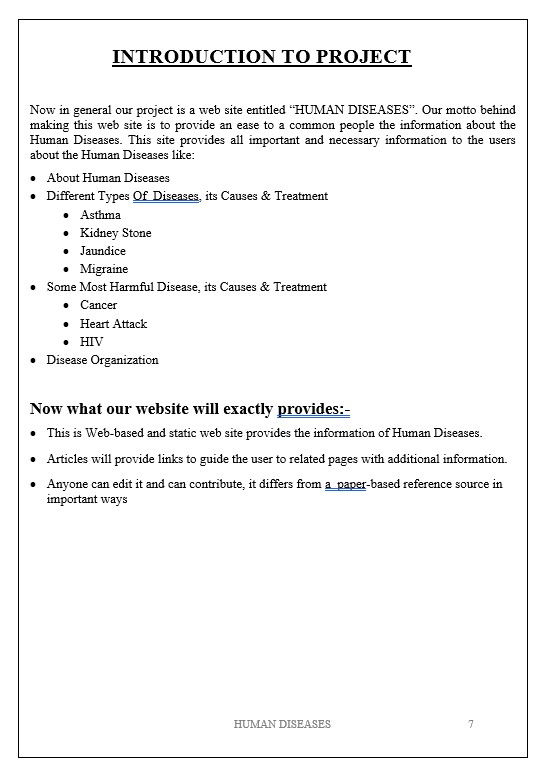 INTRODUCTION TO PROJECT
Now in general our project is a web site entitled “HUMAN DISEASES”. Our motto behind
making this web site is to provide an ease to a common people the information about the
Human Diseases. This site provides all important and necessary information to the users
about the Human Diseases like:
• About Human Diseases
• Different Types Of Diseases, its Causes & Treatment
• Asthma
• Kidney Stone
• Jaundice
• Migraine
• Some Most Harmful Disease, its Causes & Treatment
• Cancer
• Heart Attack
• HIV
• Disease Organization
Now what our website will exactly provides:-
• This is Web-based and static web site provides the information of Human Diseases.
• Articles will provide links to guide the user to related pages with additional information.
• Anyone can edit it and can contribute, it differs from a paper-based reference source in
important ways
HUMAN DISEASES 7